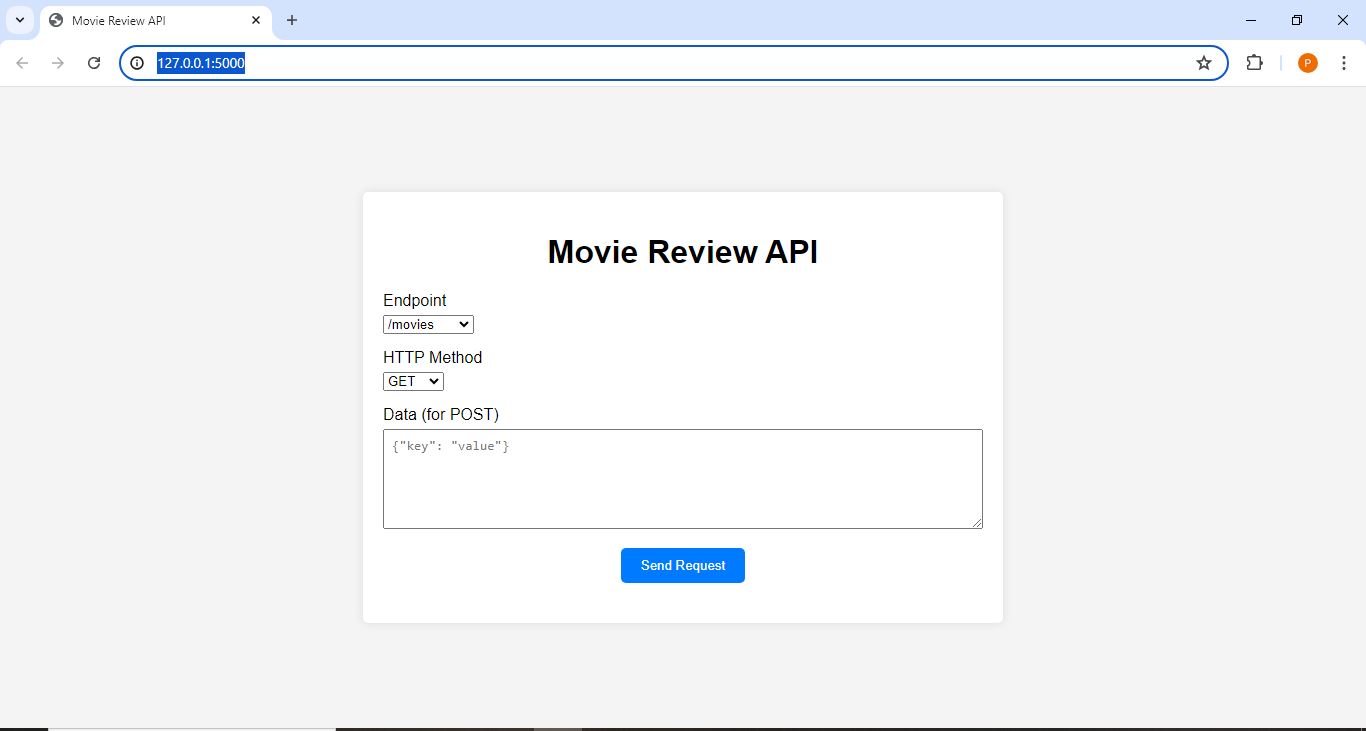 Movie Review API
127.0.0.1:5000
P
Movie Review API
Endpoint
/movies
HTTP Method
GET
Data (for POST)
{"key": "value"}
Send Request